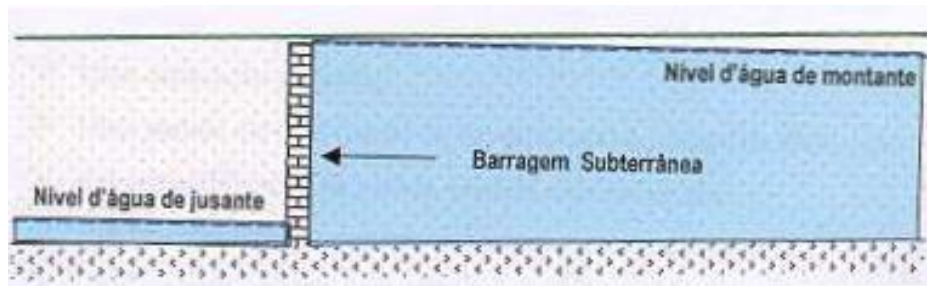 Nível d'água de montante
Barragem Subterrânea
Nível d'água de jusante